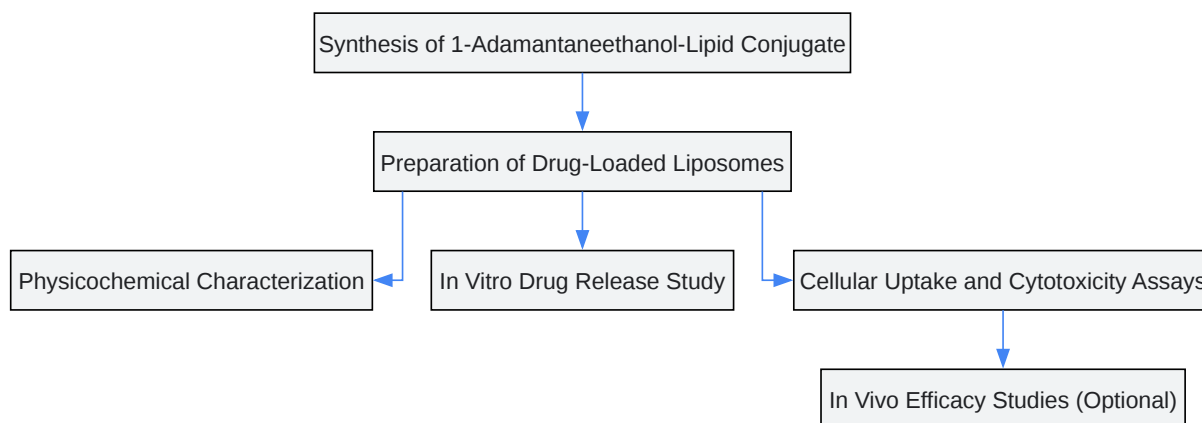 Synthesis of 1-Adamantaneethanol-Lipid Conjugate
Preparation of Drug-Loaded Liposomes
Physicochemical Characterization
In Vitro Drug Release Study
Cellular Uptake and Cytotoxicity Assays
In Vivo Efficacy Studies (Optional)